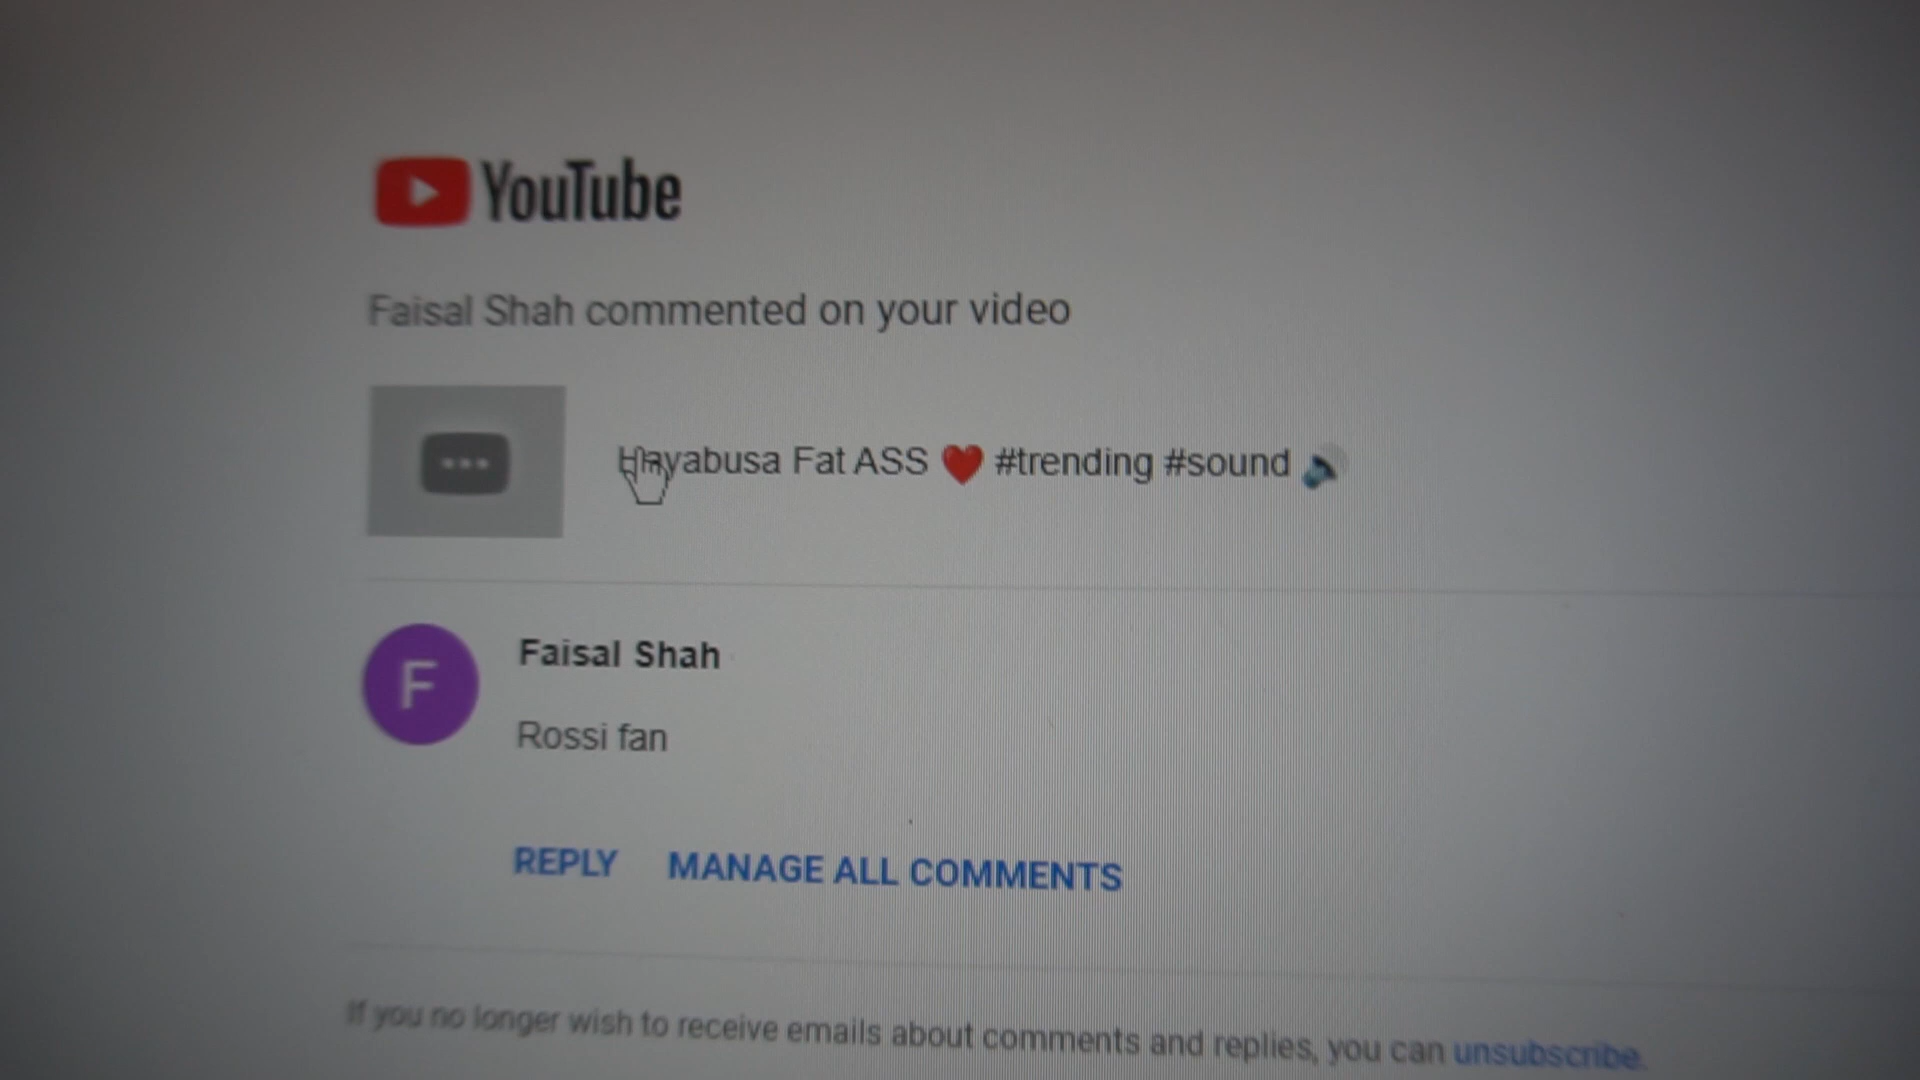 YouTube
Faisal Shah commented on your video
Hayabusa Fat ASS ❤️ #trending #sound 🔊
F
Faisal Shah
Rossi fan
REPLY MANAGE ALL COMMENTS
If you no longer wish to receive emails about comments and replies, you can unsubscribe.